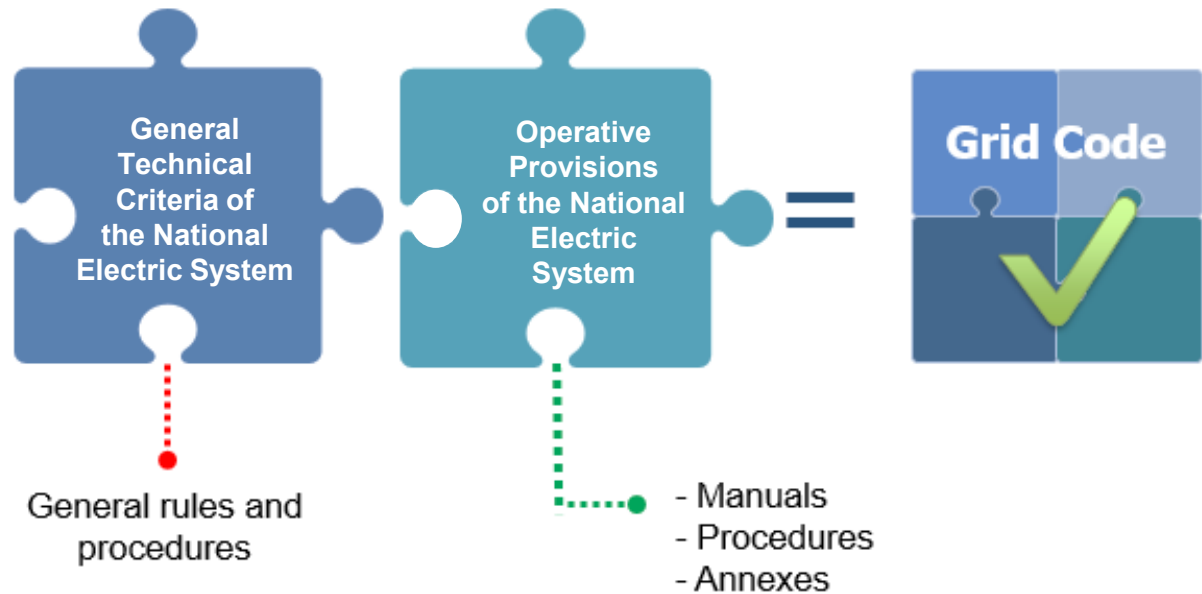 General
Technical
Criteria of
the National
Electric System
Operative
Provisions
of the National
Electric
System
=
Grid Code
General rules and
procedures
- Manuals
- Procedures
- Annexes